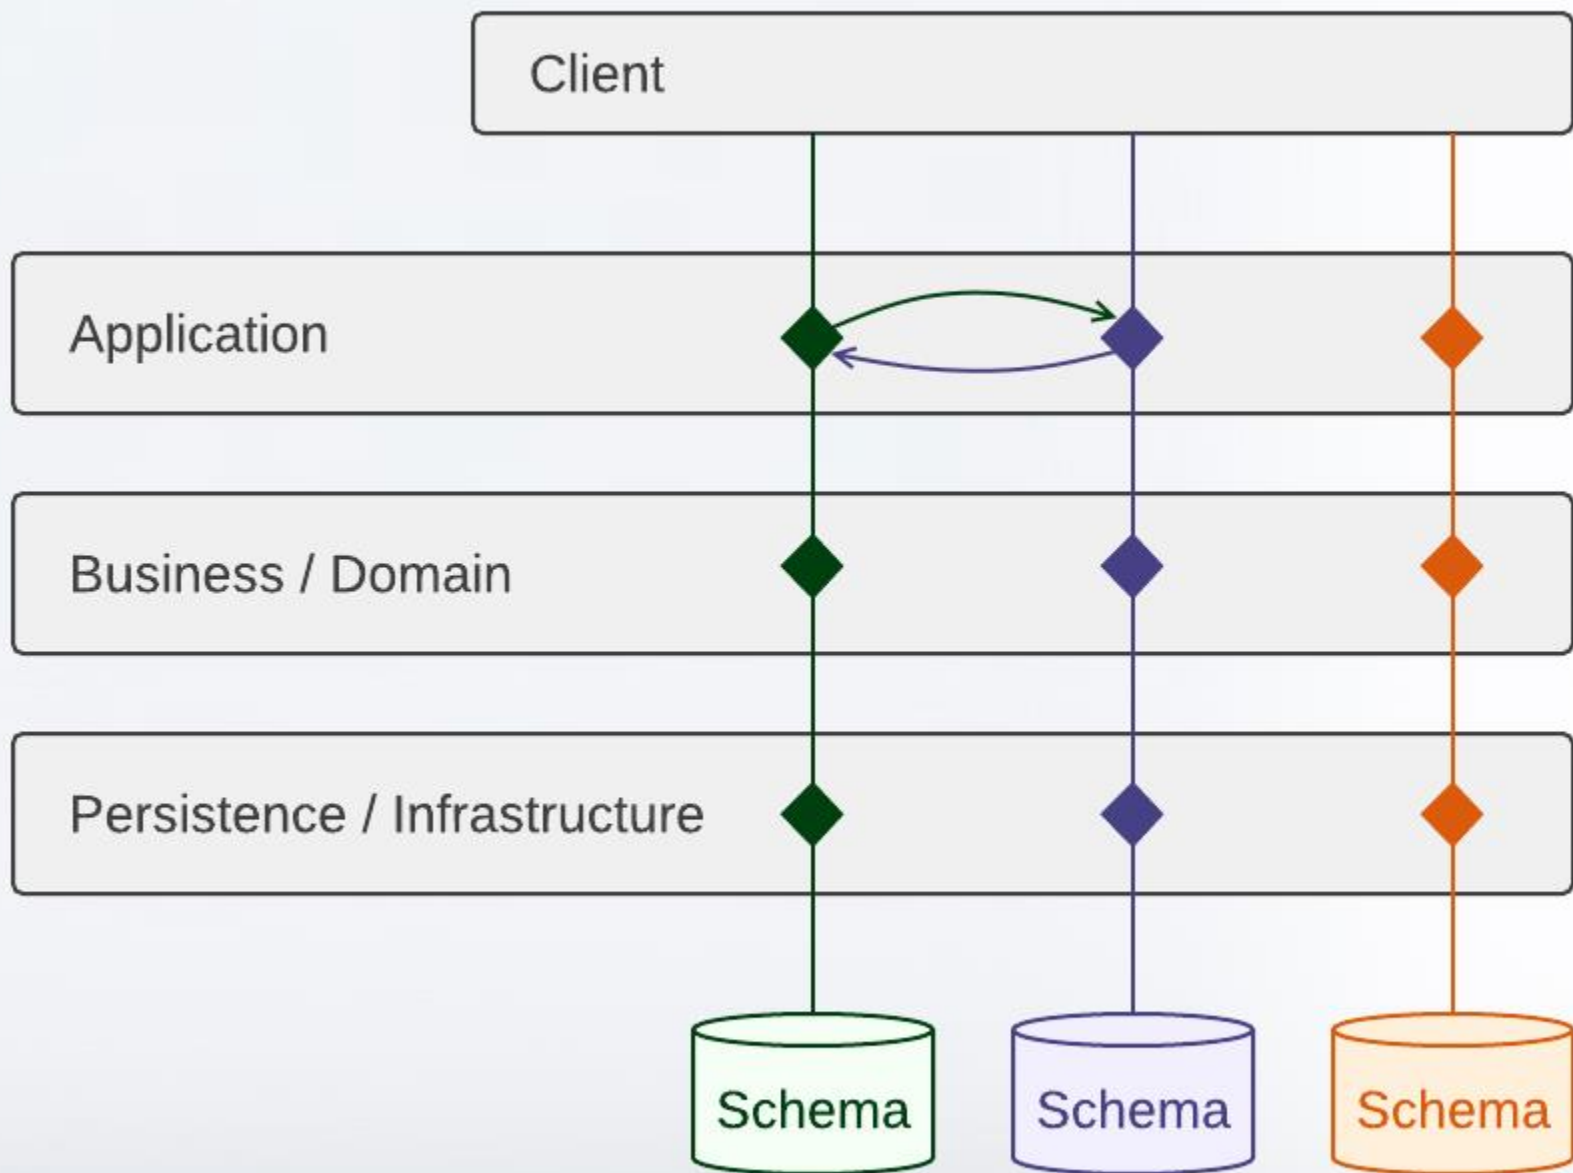 Client
Application
Business / Domain
Persistence / Infrastructure
Schema
Schema
Schema